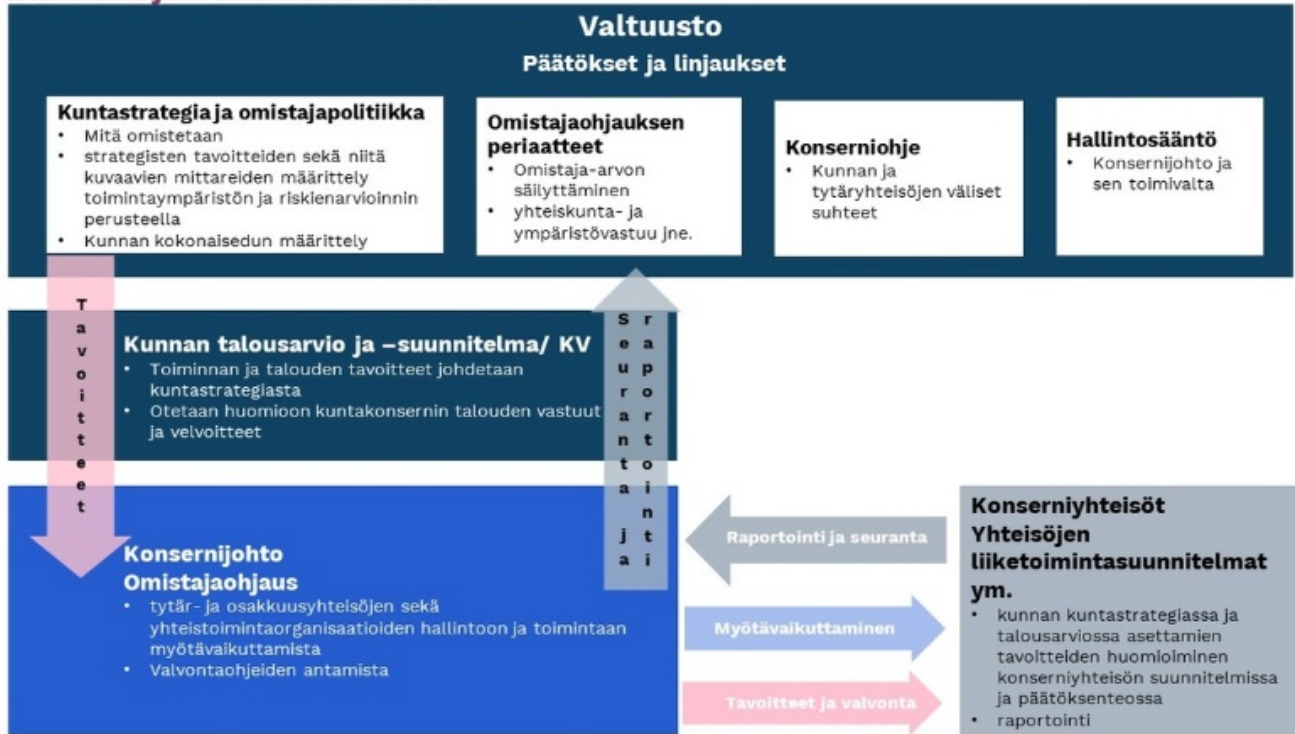 Valtuusto
Päätökset ja linjaukset
Kuntastrategia ja omistajapolitiikka
• Mitä omistetaan
• strategisten tavoitteiden sekä niitä
kuvaavien mittareiden määrittely
toimintaympäristön ja riskienarvioinnin
perusteella
• Kunnan kokonaisedun määrittely
Omistajaohjauksen
periaatteet
• Omistaja-arvon
säilyttäminen
• yhteiskunta- ja
ympäristövastuu jne.
Konserniohje
• Kunnan ja
tytäryhteisöjen väliset
suhteet
Hallintosääntö
• Konsernijohto ja
sen toimivalta
Tavoitteet
Seuranta ja
raportointi
Kunnan talousarvio ja –suunnitelma/ KV
• Toiminnan ja talouden tavoitteet johdetaan
kuntastrategiasta
• Otetaan huomioon kuntakonsernin talouden vastuut
ja velvoitteet
Konsernijohto
Omistajaohjaus
• tytär- ja osakkuusyhteisöjen sekä
yhteistoimintaorganisaatioiden hallintoon ja toimintaan
myötävaikuttamista
• Valvontaohjeiden antamista
Raportointi ja seuranta
Myötävaikuttaminen
Tavoitteet ja valvonta
Konserniyhteisöt
Yhteisöjen
liiketoimintasuunnitelmat
ym.
• kunnan kuntastrategiassa ja
talousarviossa asettamien
tavoitteiden huomioiminen
konserniyhteisön suunnitelmissa
ja päätöksenteossa
• raportointi